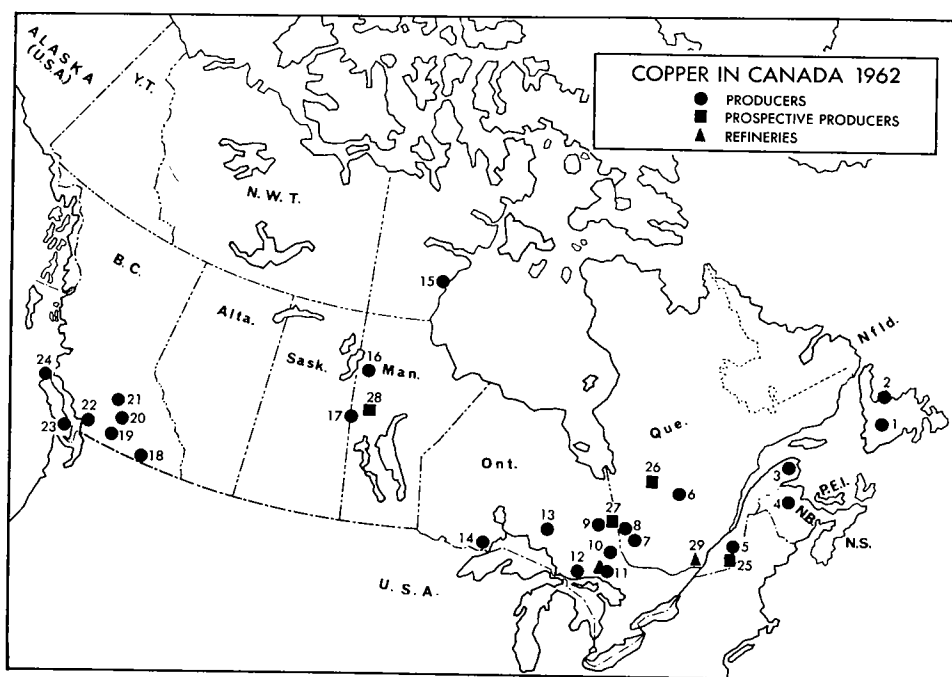 ALASKA
(U.S.A)
Y.T.
COPPER IN CANADA 1962
PRODUCERS
PROSPECTIVE PRODUCERS
REFINERIES
N.W.T.
B.C.
15
Alta.
Nfld.
Sask.
16
Man.
24
28
2
21
17
22
20
1
23
19
Que.
18
Ont.
26
3
6
P.E.I.
4
N.B.
27
13
9
8
14
7
N.S.
10
29
5
12
11
25
U.S.A.